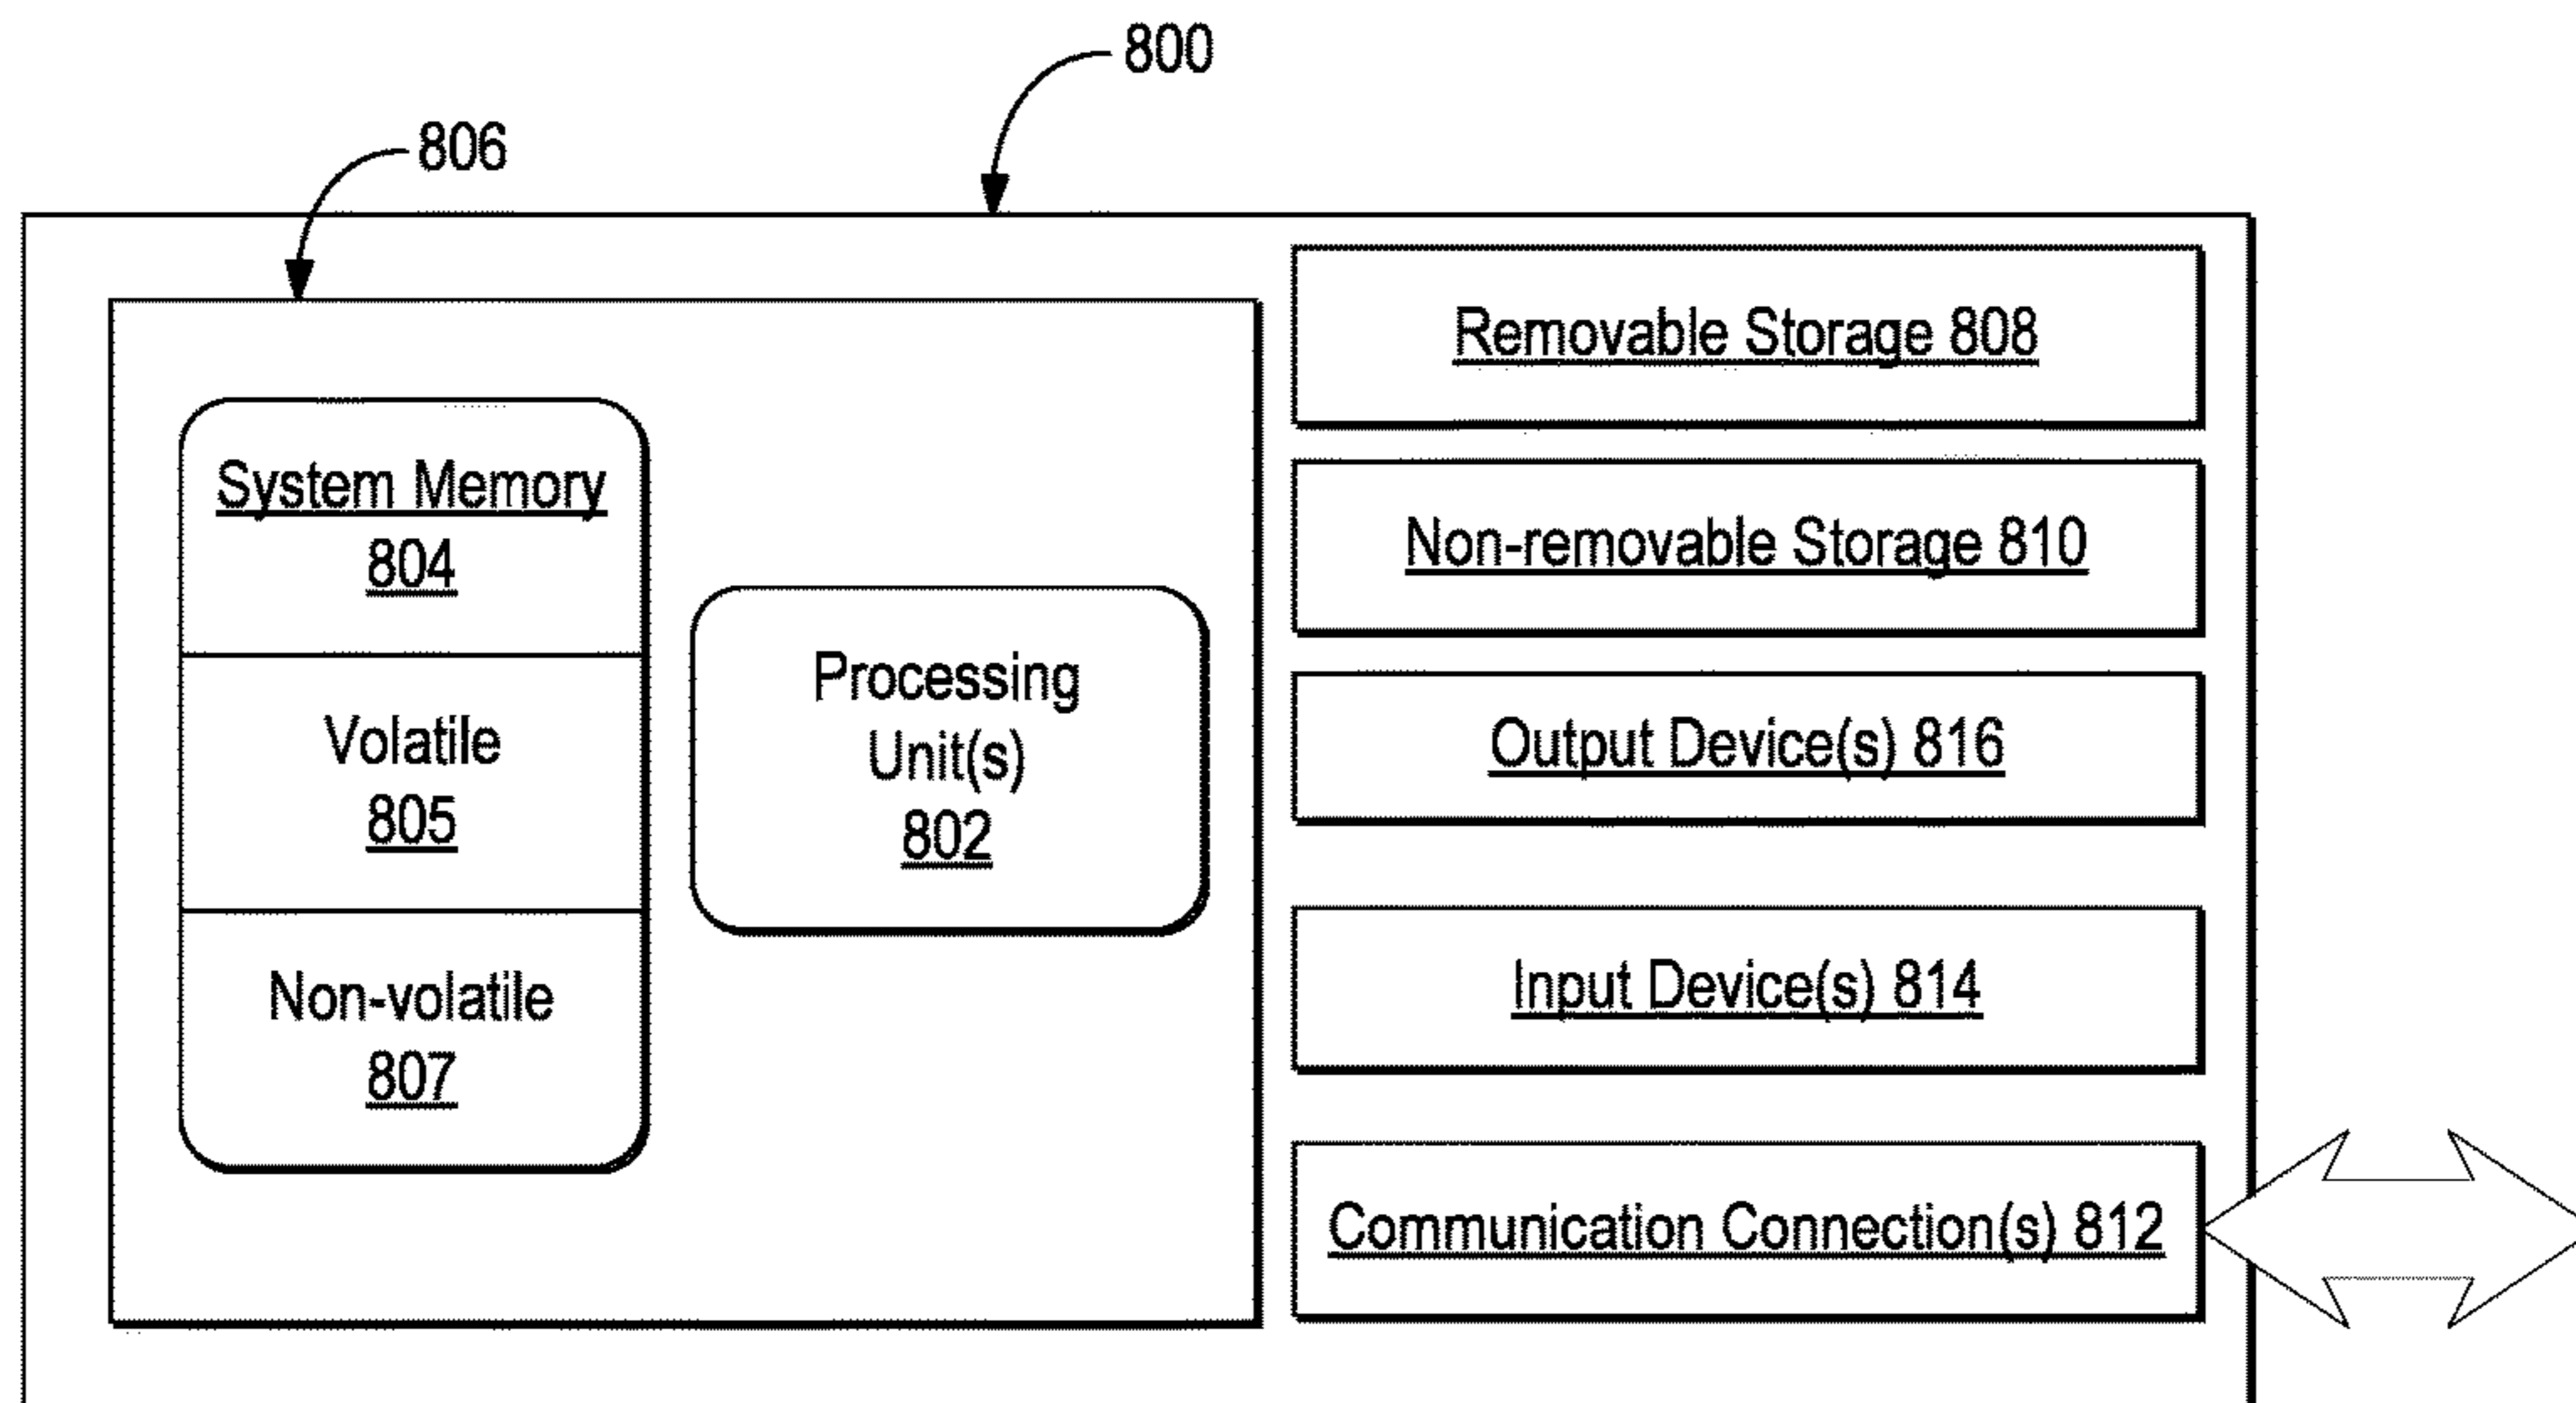 800
806
System Memory
804
Volatile
805
Non-volatile
807
Processing
Unit(s)
802
Removable Storage 808
Non-removable Storage 810
Output Device(s) 816
Input Device(s) 814
Communication Connection(s) 812